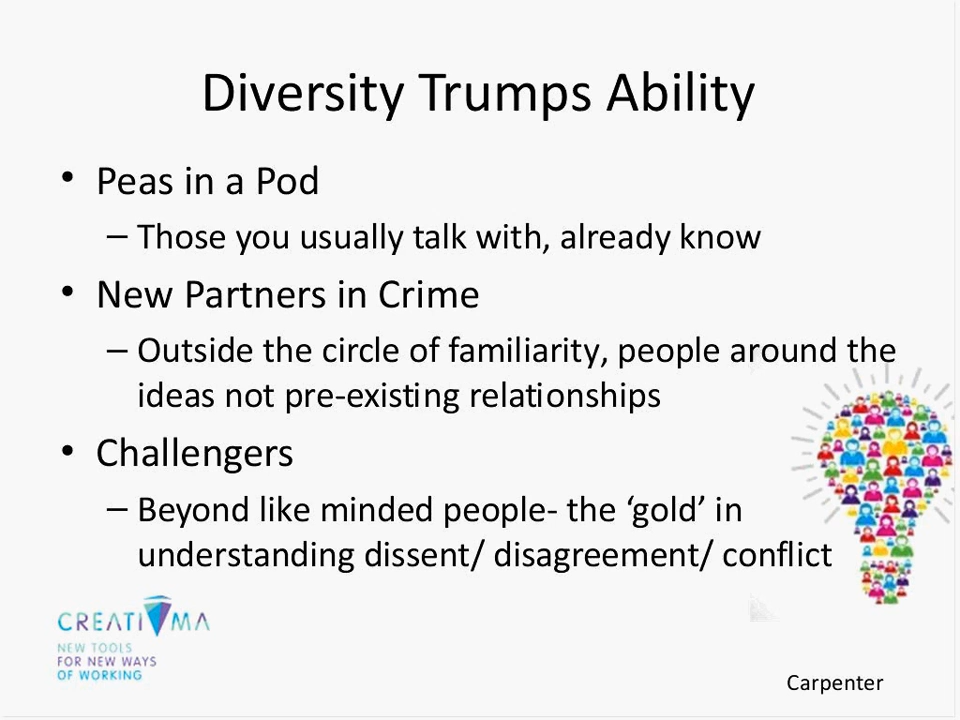 Diversity Trumps Ability
• Peas in a Pod
– Those you usually talk with, already know
• New Partners in Crime
– Outside the circle of familiarity, people around the
ideas not pre-existing relationships
• Challengers
– Beyond like minded people- the ‘gold’ in
understanding dissent/ disagreement/ conflict
CREATIVMA
NEW TOOLS
FOR NEW WAYS
OF WORKING
Carpenter